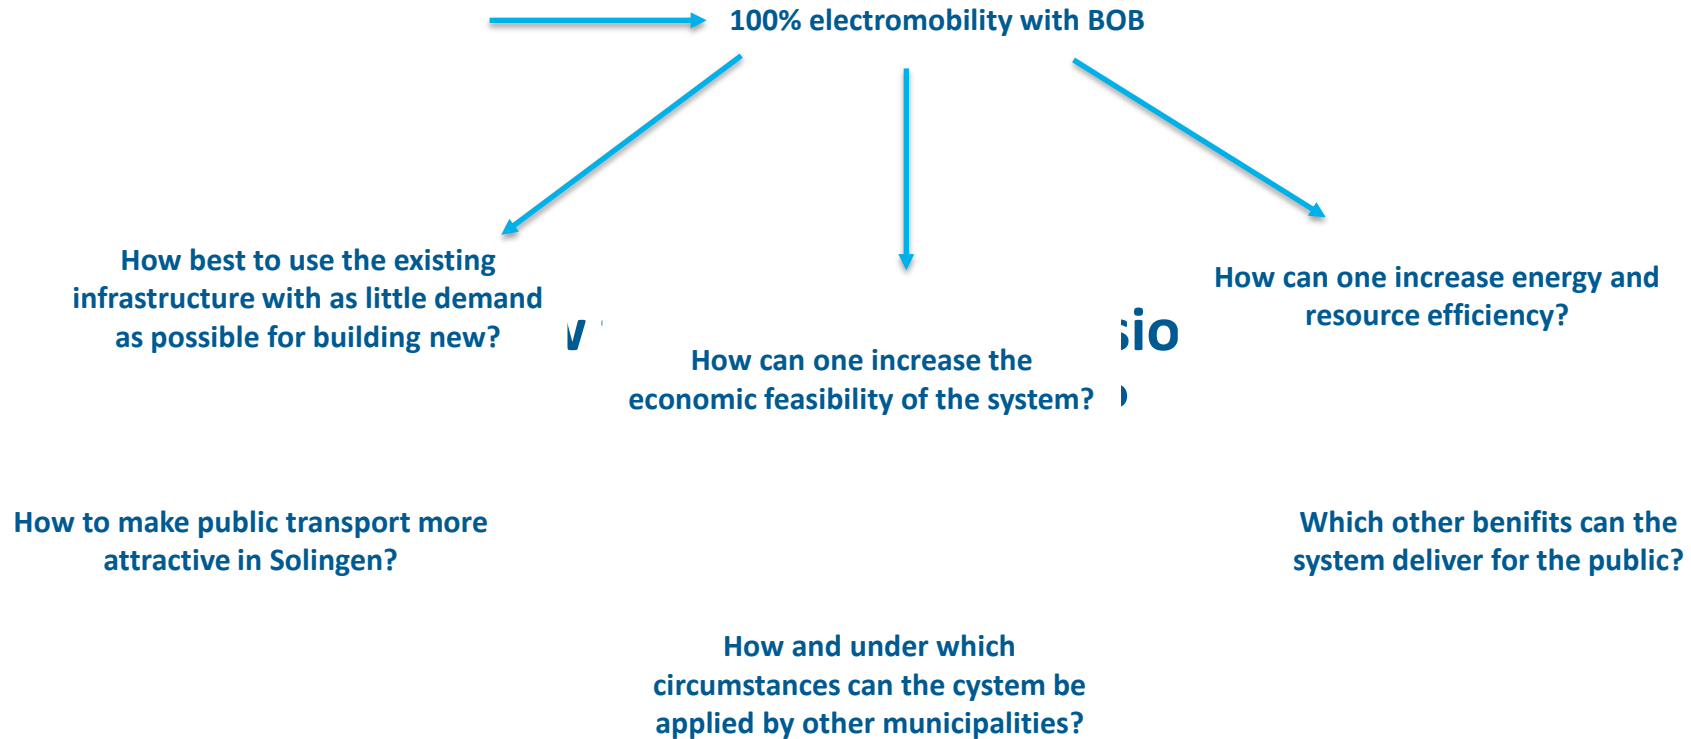 100% electromobility with BOB
How best to use the existing
infrastructure with as little demand
as possible for building new?
How can one increase the
economic feasibility of the system?
How can one increase energy and
resource efficiency?
How to make public transport more
attractive in Solingen?
Which other benifits can the
system deliver for the public?
How and under which
circumstances can the cystem be
applied by other municipalities?